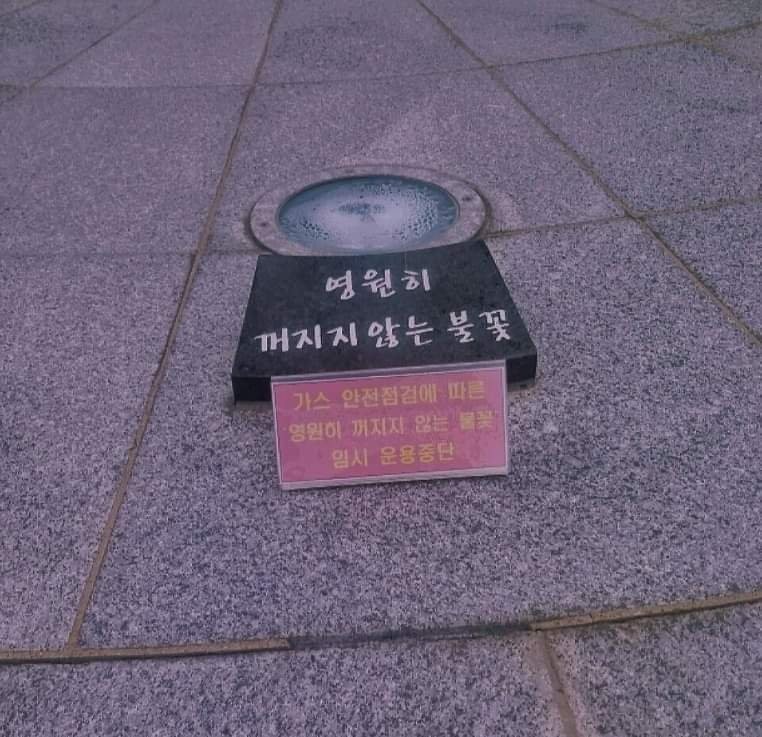 영원히
꺼지지않는 불꽃
가스 안전점검에 따른
영원히 꺼지지 않는 불꽃
임시 운용중단